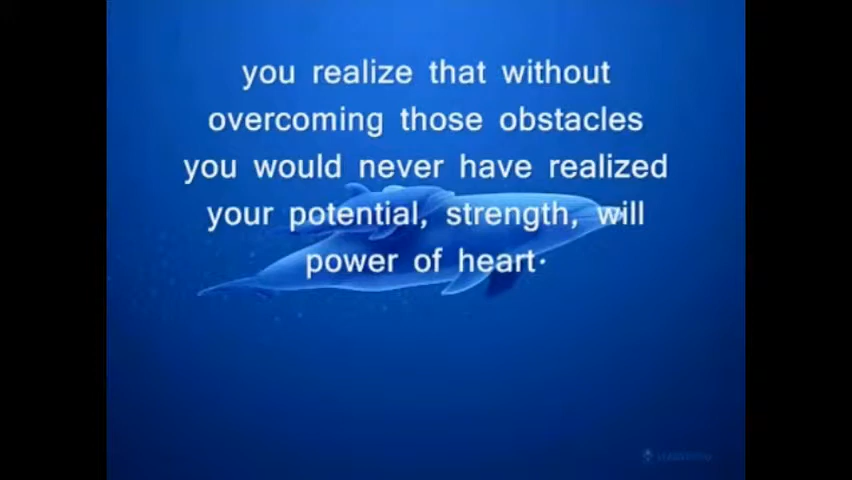 you realize that without
overcoming those obstacles
you would never have realized
your potential, strength, will
power of heart.